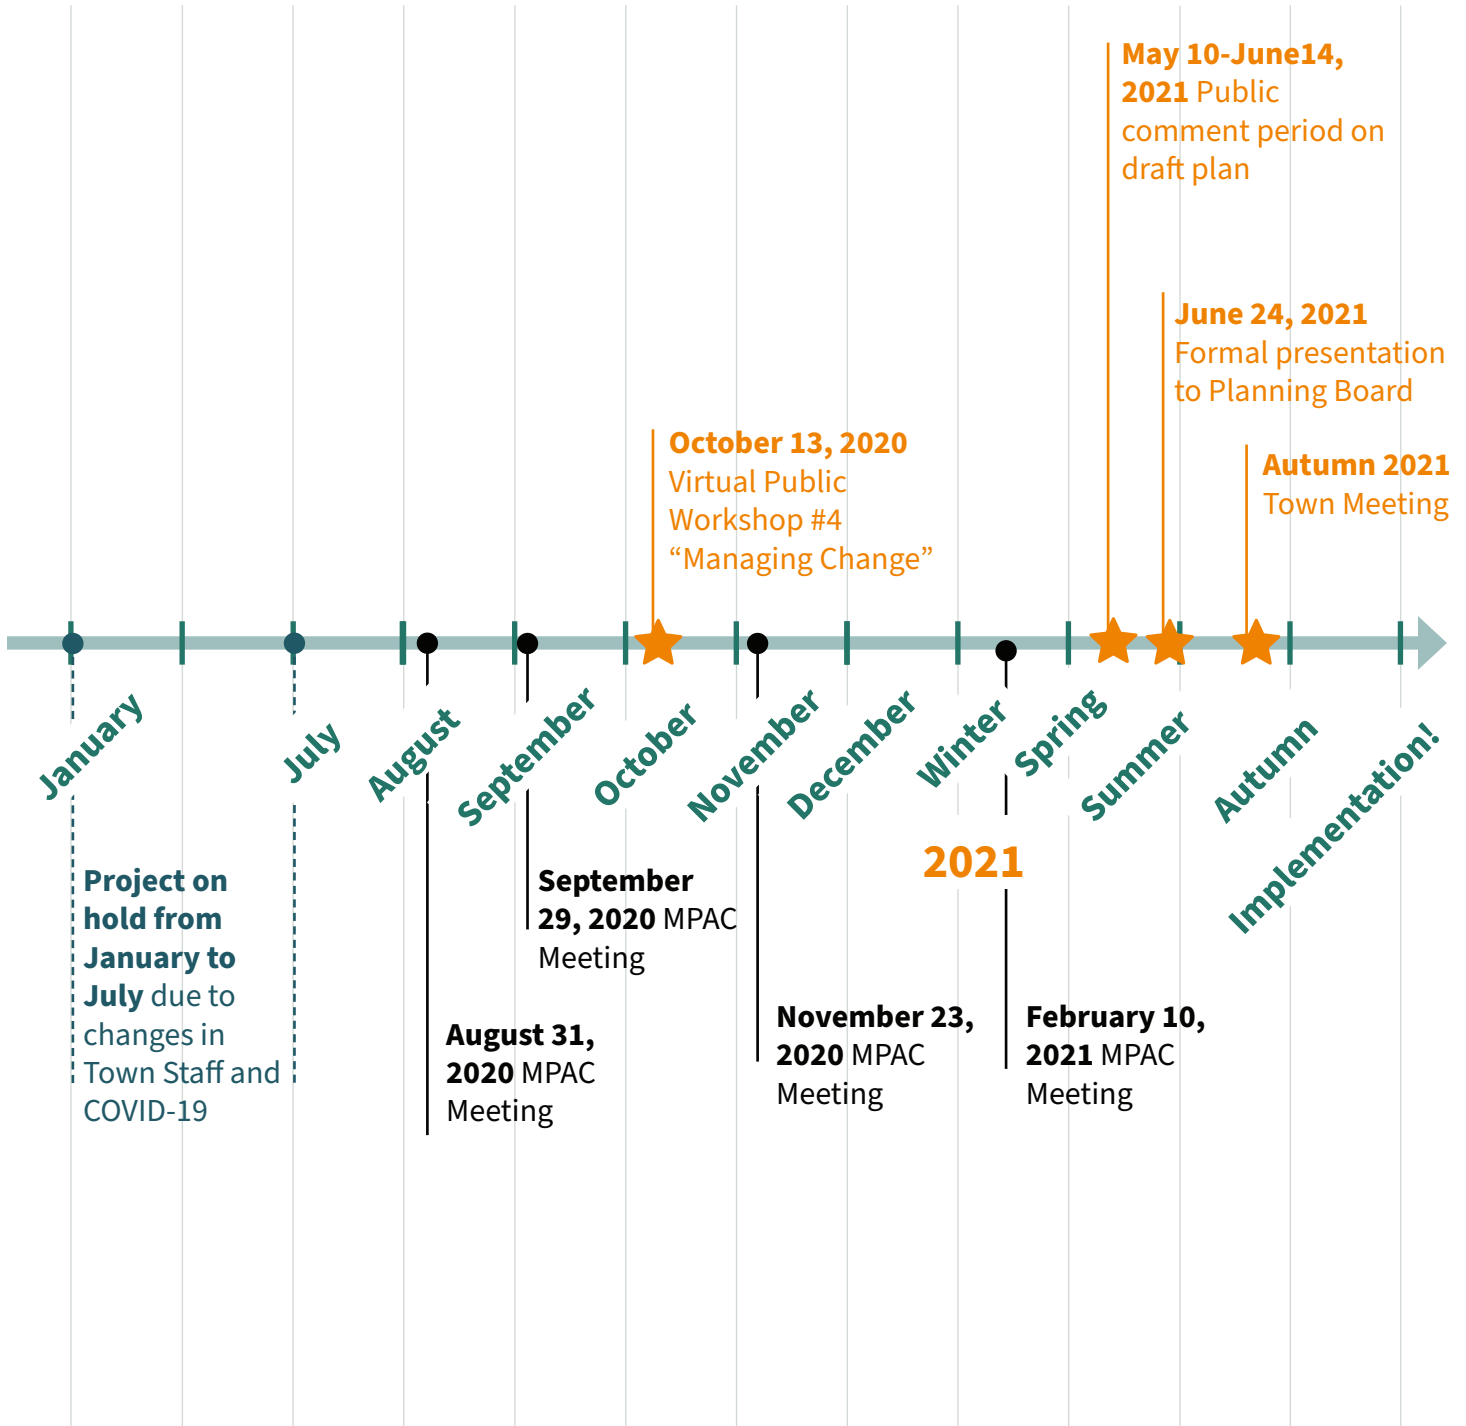 May 10-June14,
2021 Public
comment period on
draft plan
June 24, 2021
Formal presentation
to Planning Board
October 13, 2020
Virtual Public
Workshop #4
“Managing Change”
Autumn 2021
Town Meeting
January
July
August
September
October
November
December
Winter
Spring
Summer
Autumn
Implementation!
2021
Project on
hold from
January to
July due to
changes in
Town Staff and
COVID-19
September
29, 2020 MPAC
Meeting
August 31,
2020 MPAC
Meeting
November 23,
2020 MPAC
Meeting
February 10,
2021 MPAC
Meeting